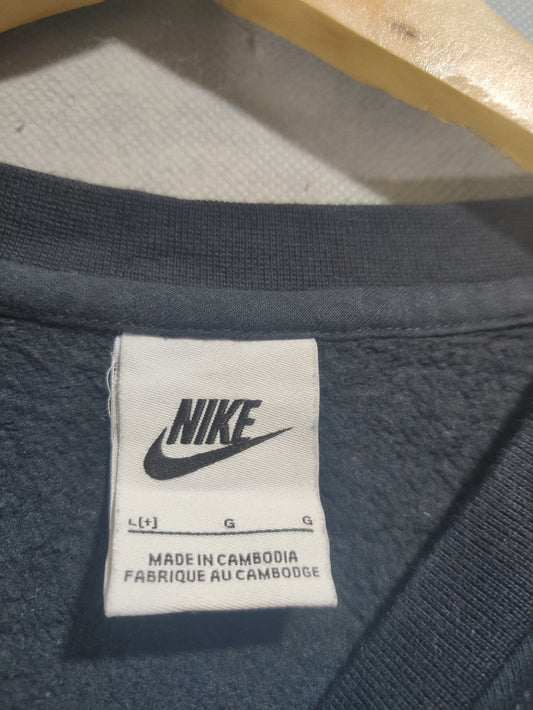 NIKE
L[+] G G
MADE IN CAMBODIA
FABRIQUE AU CAMBODGE